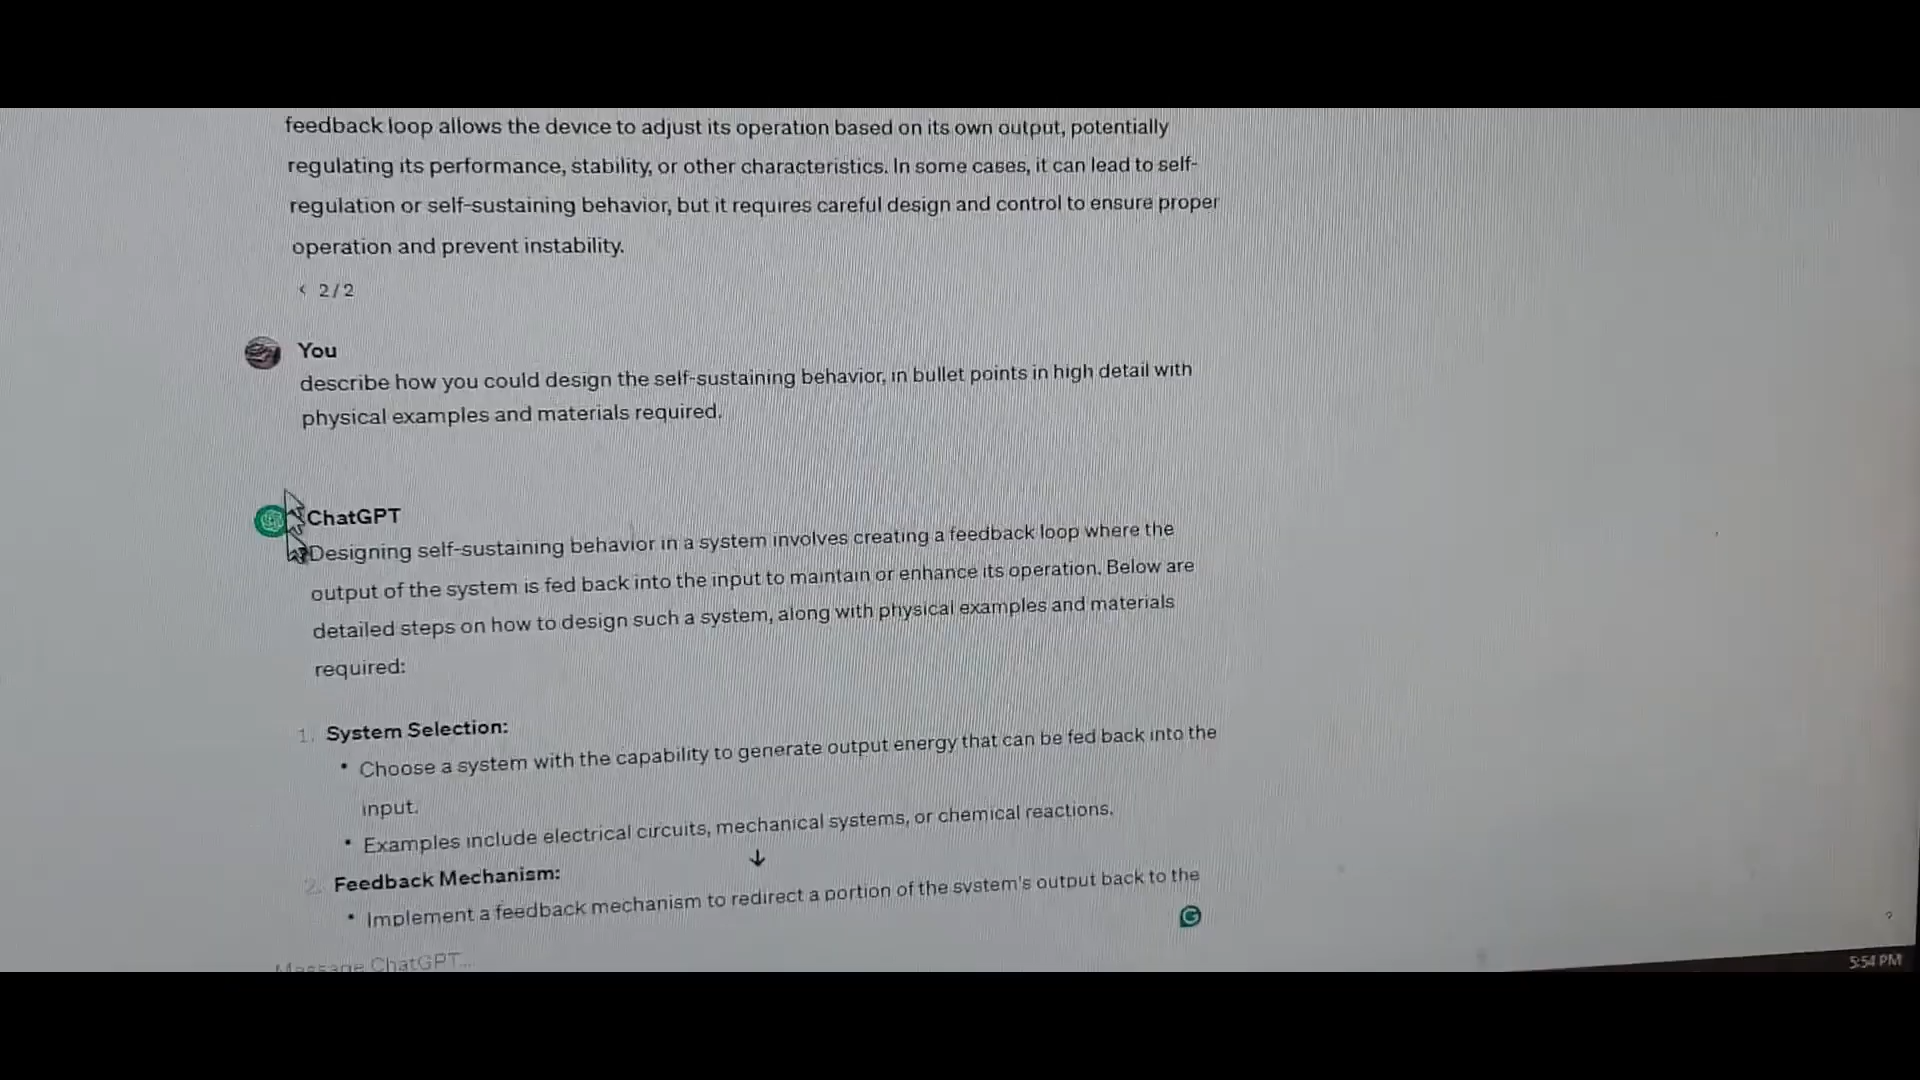 feedback loop allows the device to adjust its operation based on its own output, potentially
regulating its performance, stability, or other characteristics. In some cases, it can lead to self-
regulation or self-sustaining behavior, but it requires careful design and control to ensure proper
operation and prevent instability.
< 2/2
You
describe how you could design the self-sustaining behavior, in bullet points in high detail with
physical examples and materials required.
ChatGPT
Designing self-sustaining behavior in a system involves creating a feedback loop where the
output of the system is fed back into the input to maintain or enhance its operation. Below are
detailed steps on how to design such a system, along with physical examples and materials
required:
1. System Selection:
• Choose a system with the capability to generate output energy that can be fed back into the
input.
• Examples include electrical circuits, mechanical systems, or chemical reactions.
2. Feedback Mechanism:
• Implement a feedback mechanism to redirect a portion of the system's output back to the
Message ChatGPT...
?
5:54 PM